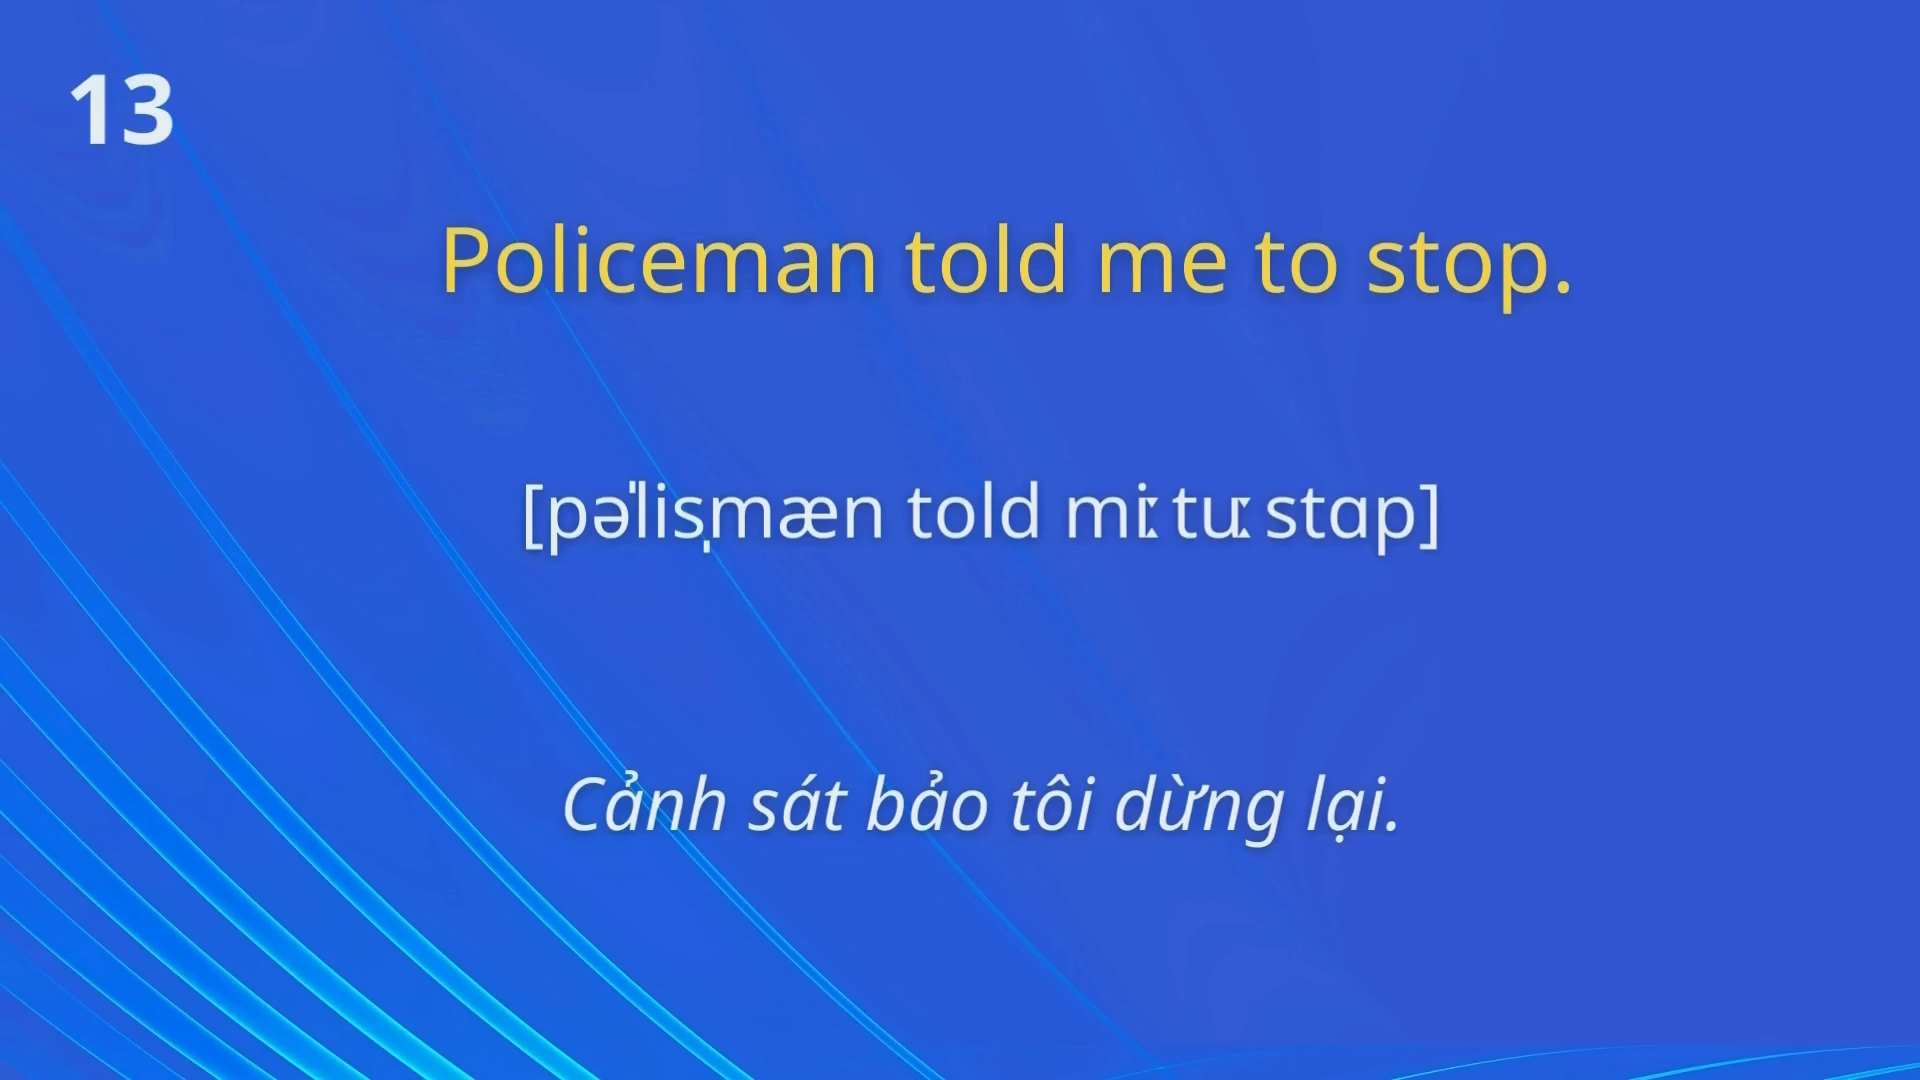 13
Policeman told me to stop.
[pəˈlisˌmæn told miː tuː stɑp]
Cảnh sát bảo tôi dừng lại.